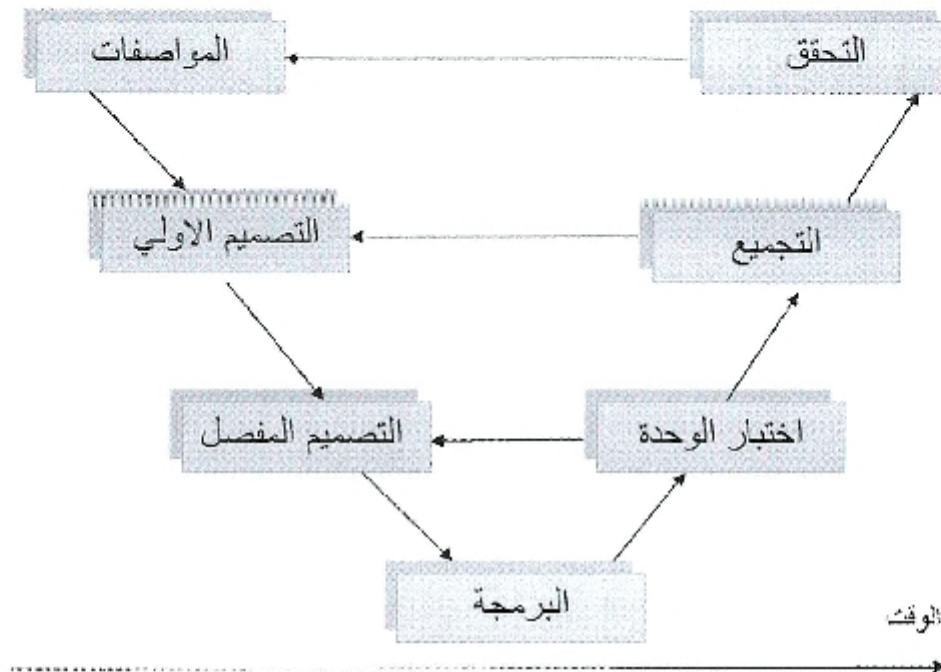 المواصفات
التحقق
التصميم الاولي
التجميع
التصميم المفصل
اختبار الوحدة
البرمجة
الوقت